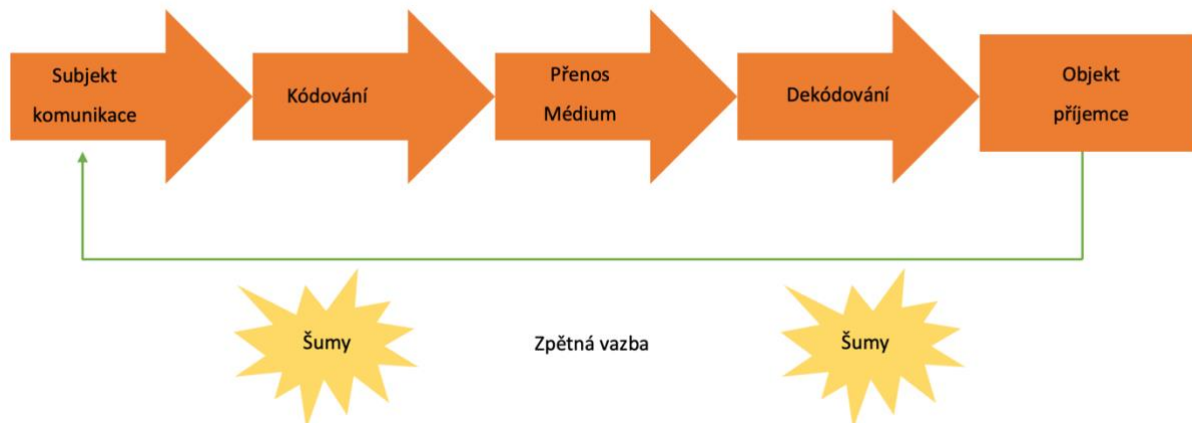 Subjekt
komunikace
Kódování
Přenos
Médium
Dekódování
Objekt
příjemce
Šumy
Zpětná vazba
Šumy